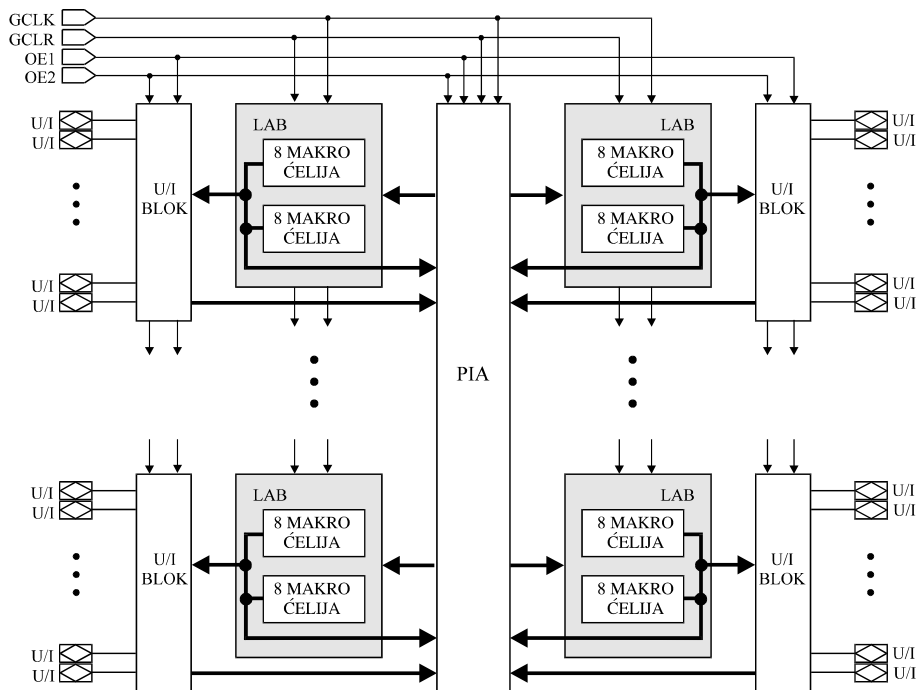 GCLK
GCLR
OE1
OE2
U/I
U/I
U/I
U/I
U/I
BLOK
LAB
8 MAKRO
ĆELIJA
8 MAKRO
ĆELIJA
PIA
LAB
8 MAKRO
ĆELIJA
8 MAKRO
ĆELIJA
U/I
BLOK
U/I
U/I
U/I
U/I
U/I
U/I
U/I
U/I
U/I
BLOK
LAB
8 MAKRO
ĆELIJA
8 MAKRO
ĆELIJA
LAB
8 MAKRO
ĆELIJA
8 MAKRO
ĆELIJA
U/I
BLOK
U/I
U/I
U/I
U/I